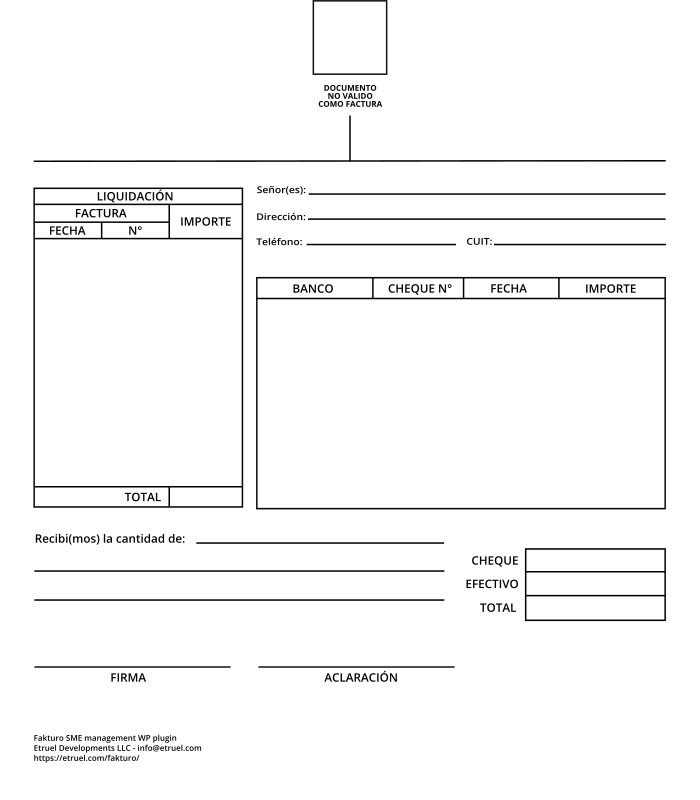 DOCUMENTO
NO VALIDO
COMO FACTURA
LIQUIDACIÓN
FACTURA
IMPORTE
FECHA
N°
TOTAL
Señor(es):
Dirección:
Teléfono:
CUIT:
BANCO
CHEQUE N°
FECHA
IMPORTE
Recibi(mos) la cantidad de:
CHEQUE
EFECTIVO
TOTAL
FIRMA
ACLARACIÓN
Fakturo SME management WP plugin
Etruel Developments LLC - info@etruel.com
https://etruel.com/fakturo/